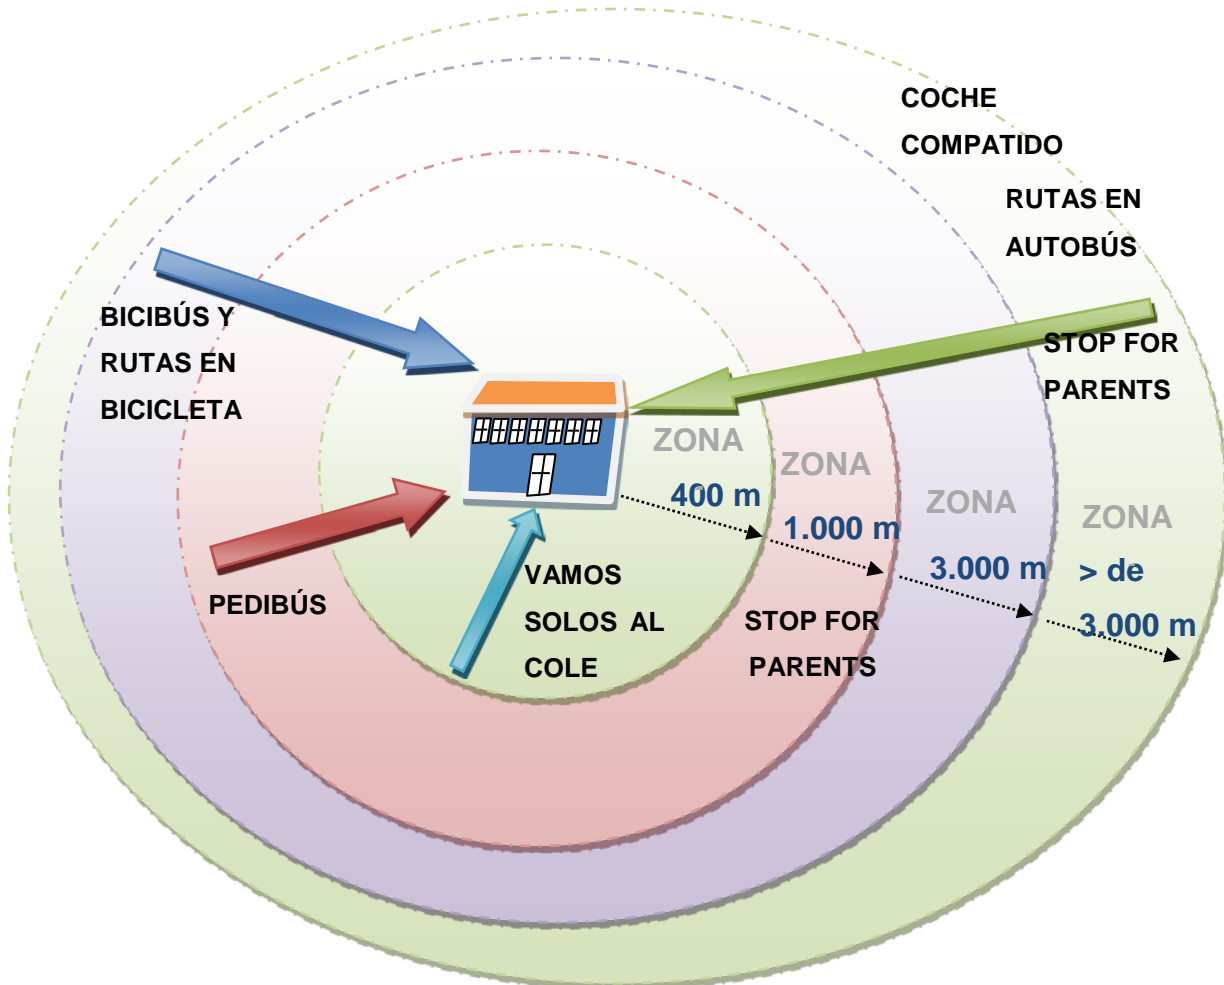 COCHE
COMPATIDO
RUTAS EN
AUTOBÚS
BICIBÚS Y
RUTAS EN
BICICLETA
STOP FOR
PARENTS
ZONA
400 m
ZONA
1.000 m
ZONA
3.000 m
ZONA
> de
3.000 m
PEDIBÚS
VAMOS
SOLOS AL
COLE
STOP FOR
PARENTS